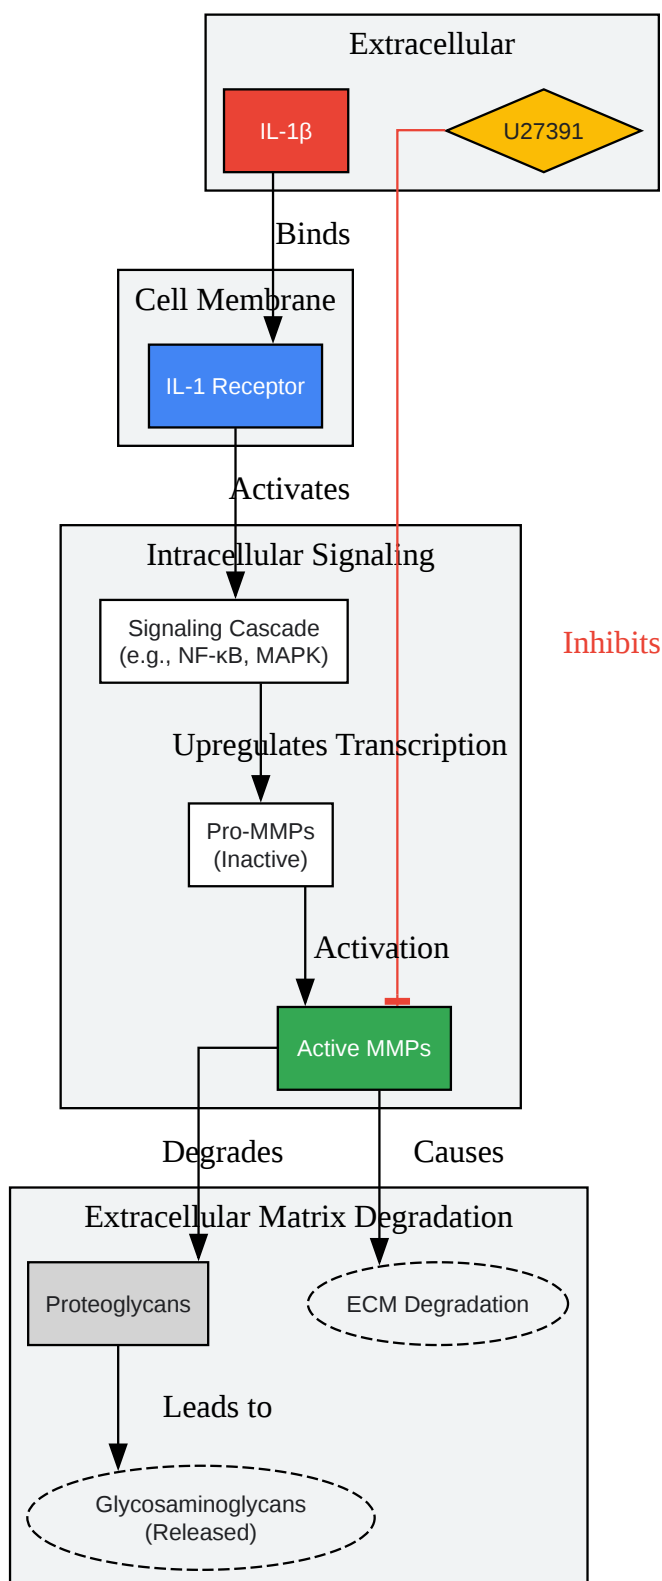 Extracellular
IL-1β
U27391
Binds
Cell Membrane
IL-1 Receptor
Activates
Intracellular Signaling
Signaling Cascade
(e.g., NF-κB, MAPK)
Inhibits
Upregulates Transcription
Pro-MMPs
(Inactive)
Activation
Active MMPs
Degrades
Causes
Extracellular Matrix Degradation
Proteoglycans
ECM Degradation
Leads to
Glycosaminoglycans
(Released)